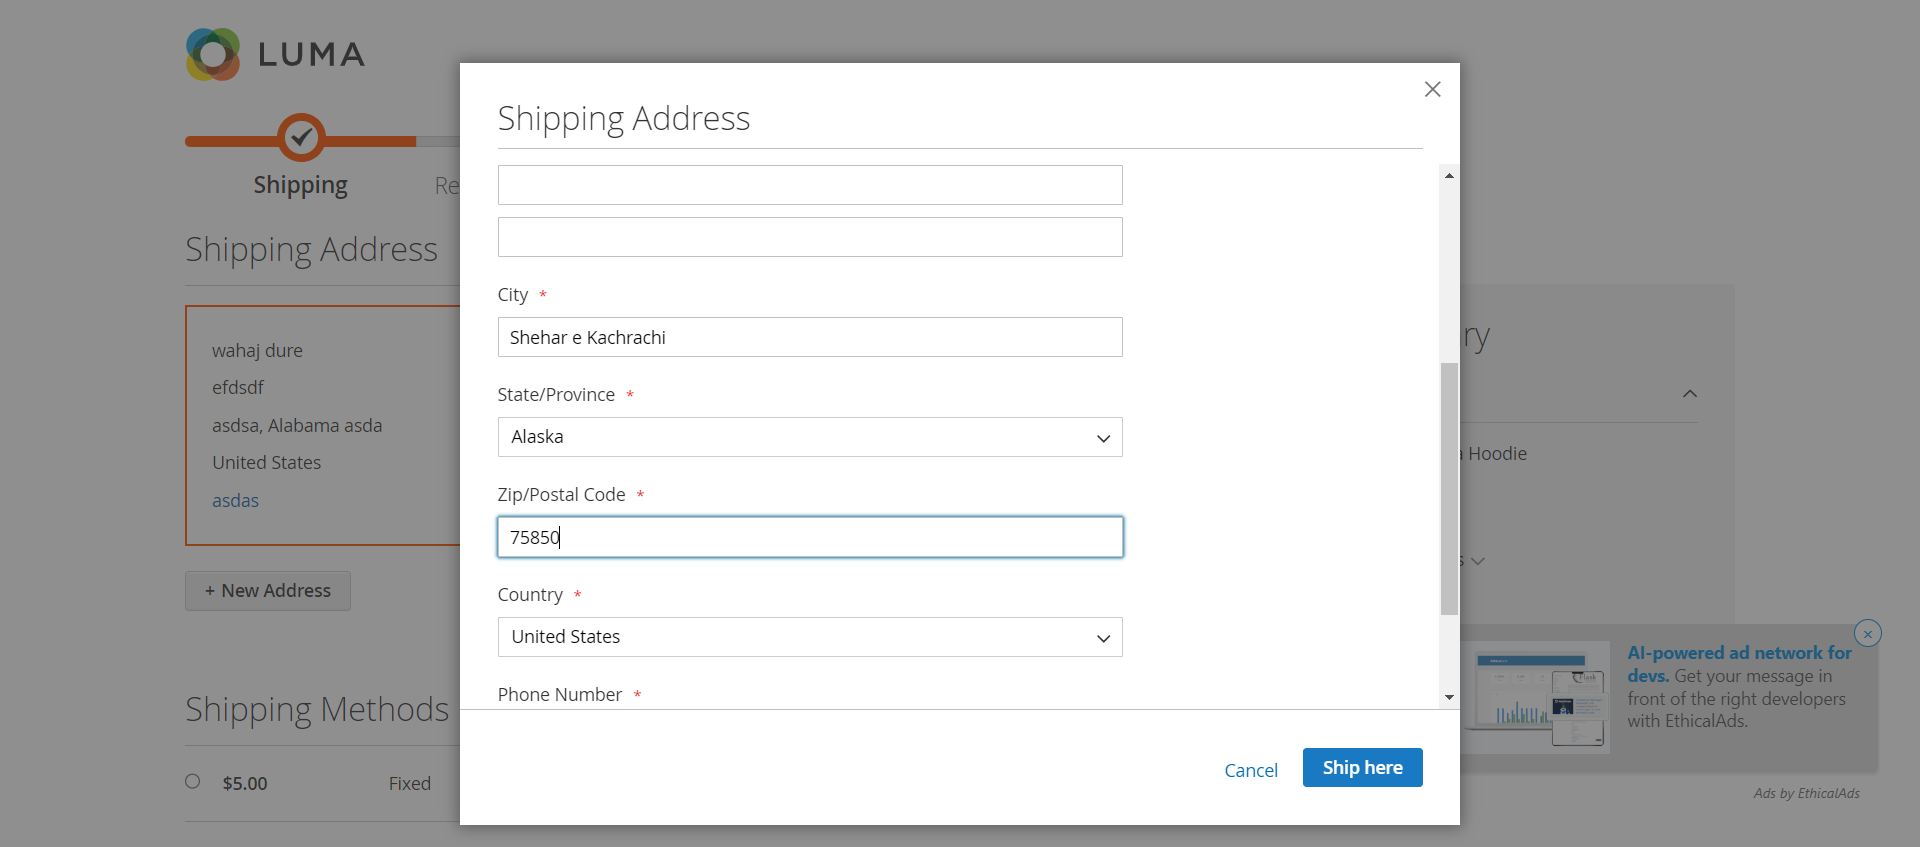 LUMA
Shipping
Re
Shipping Address
wahaj dure
efdsdf
asdsa, Alabama asda
United States
asdas
+ New Address
Shipping Methods
$5.00 Fixed
Shipping Address
City *
Shehar e Kachrachi
State/Province *
Alaska
Zip/Postal Code *
75850
Country *
United States
Phone Number *
Cancel
Ship here
ry
a Hoodie
s
AI-powered ad network for
devs. Get your message in
front of the right developers
with EthicalAds.
Ads by EthicalAds